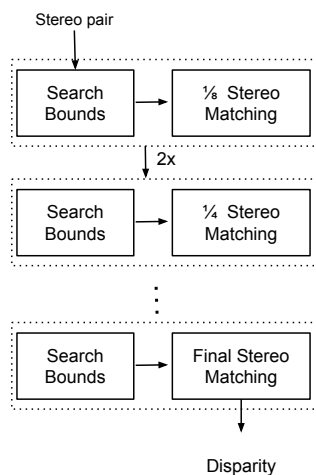 Stereo pair
Search
Bounds
⅛ Stereo
Matching
2x
Search
Bounds
¼ Stereo
Matching
Search
Bounds
Final Stereo
Matching
Disparity